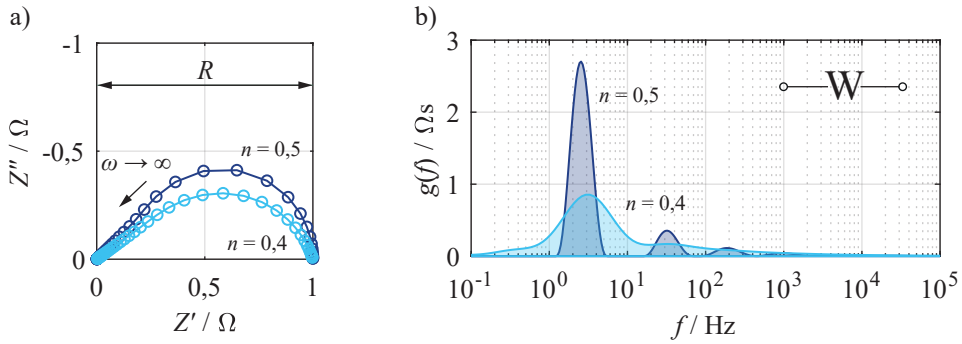 a)
-1
R
Z'' / Ω
-0,5
ω → ∞
n = 0,5
n = 0,4
0
0
0,5
1
Z' / Ω
b)
3
W
n = 0,5
2
g(f) / Ωs
n = 0,4
1
0
10⁻¹
10⁰
10¹
10²
10³
10⁴
10⁵
f / Hz